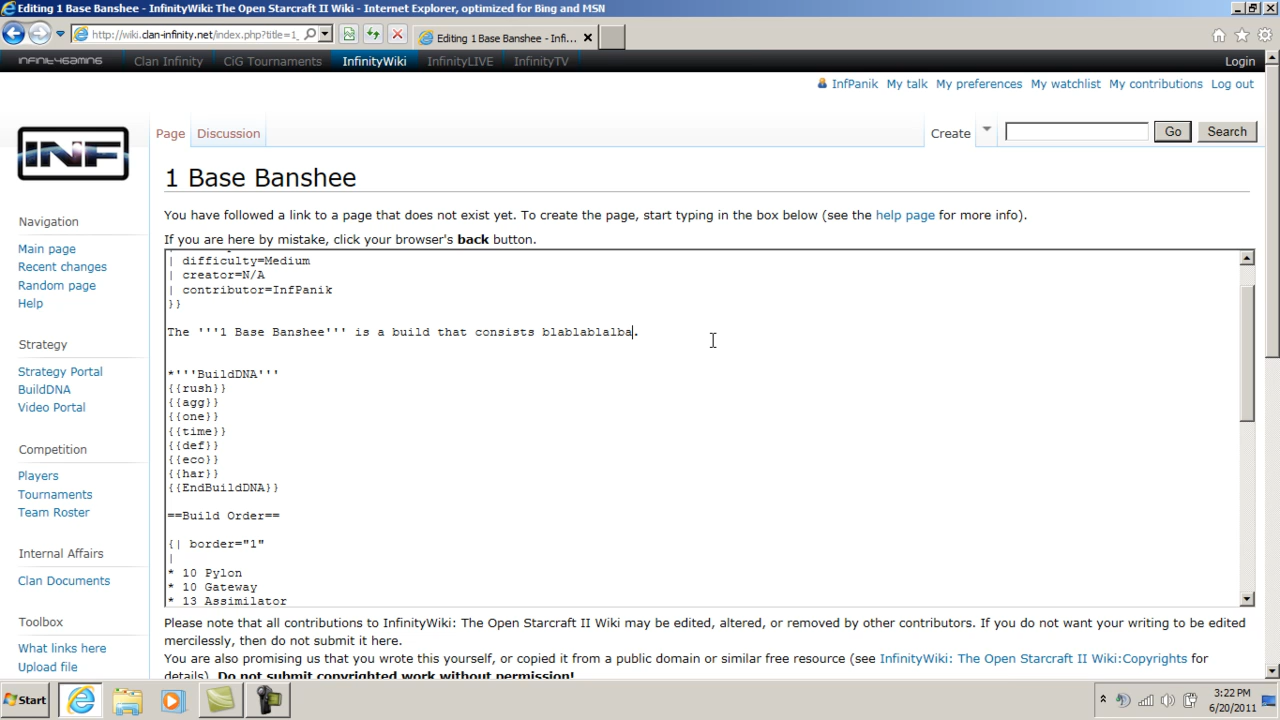 Editing 1 Base Banshee - InfinityWiki: The Open Starcraft II Wiki - Internet Explorer, optimized for Bing and MSN
http://wiki.clan-infinity.net/index.php?title=1_
Editing 1 Base Banshee - Infi...
INFINITYGAMING Clan Infinity CiG Tournaments InfinityWiki InfinityLIVE InfinityTV Login
InfPanik My talk My preferences My watchlist My contributions Log out
INF
Page Discussion Create Go Search
1 Base Banshee
You have followed a link to a page that does not exist yet. To create the page, start typing in the box below (see the help page for more info).
If you are here by mistake, click your browser's back button.
Navigation
Main page
Recent changes
Random page
Help
Strategy
Strategy Portal
BuildDNA
Video Portal
Competition
Players
Tournaments
Team Roster
Internal Affairs
Clan Documents
Toolbox
What links here
Upload file
| difficulty=Medium
| creator=N/A
| contributor=InfPanik
}}
The '''1 Base Banshee''' is a build that consists blablablalba.
*'''BuildDNA'''
{{rush}}
{{agg}}
{{one}}
{{time}}
{{def}}
{{eco}}
{{har}}
{{EndBuildDNA}}
==Build Order==
{| border="1"
|
* 10 Pylon
* 10 Gateway
* 13 Assimilator
Please note that all contributions to InfinityWiki: The Open Starcraft II Wiki may be edited, altered, or removed by other contributors. If you do not want your writing to be edited
mercilessly, then do not submit it here.
You are also promising us that you wrote this yourself, or copied it from a public domain or similar free resource (see InfinityWiki: The Open Starcraft II Wiki:Copyrights for
details). Do not submit copyrighted work without permission!
Start
3:22 PM
6/20/2011